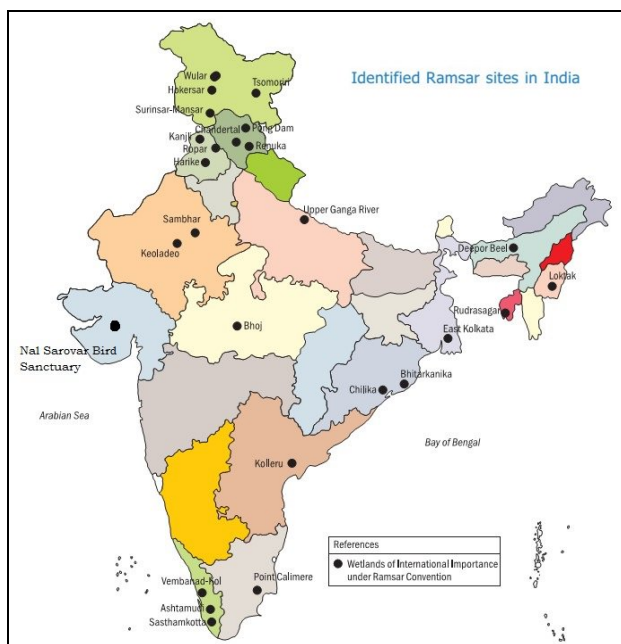 Identified Ramsar sites in India
Wular
Hokersar
Tsomoriri
Surinsar-Mansar
Chandertal
Pong Dam
Kanjli
Ropar
Renuka
Harike
Sambhar
Keoladeo
Upper Ganga River
Deepor Beel
Loktak
Rudrasagar
East Kolkata
Bhoj
Nal Sarovar Bird
Sanctuary
Bhitarkanika
Chilika
Arabian Sea
Bay of Bengal
Kolleru
References
Wetlands of International Importance
under Ramsar Convention
Vembanad-Kol
Point Calimere
Ashtamudi
Sasthamkotta